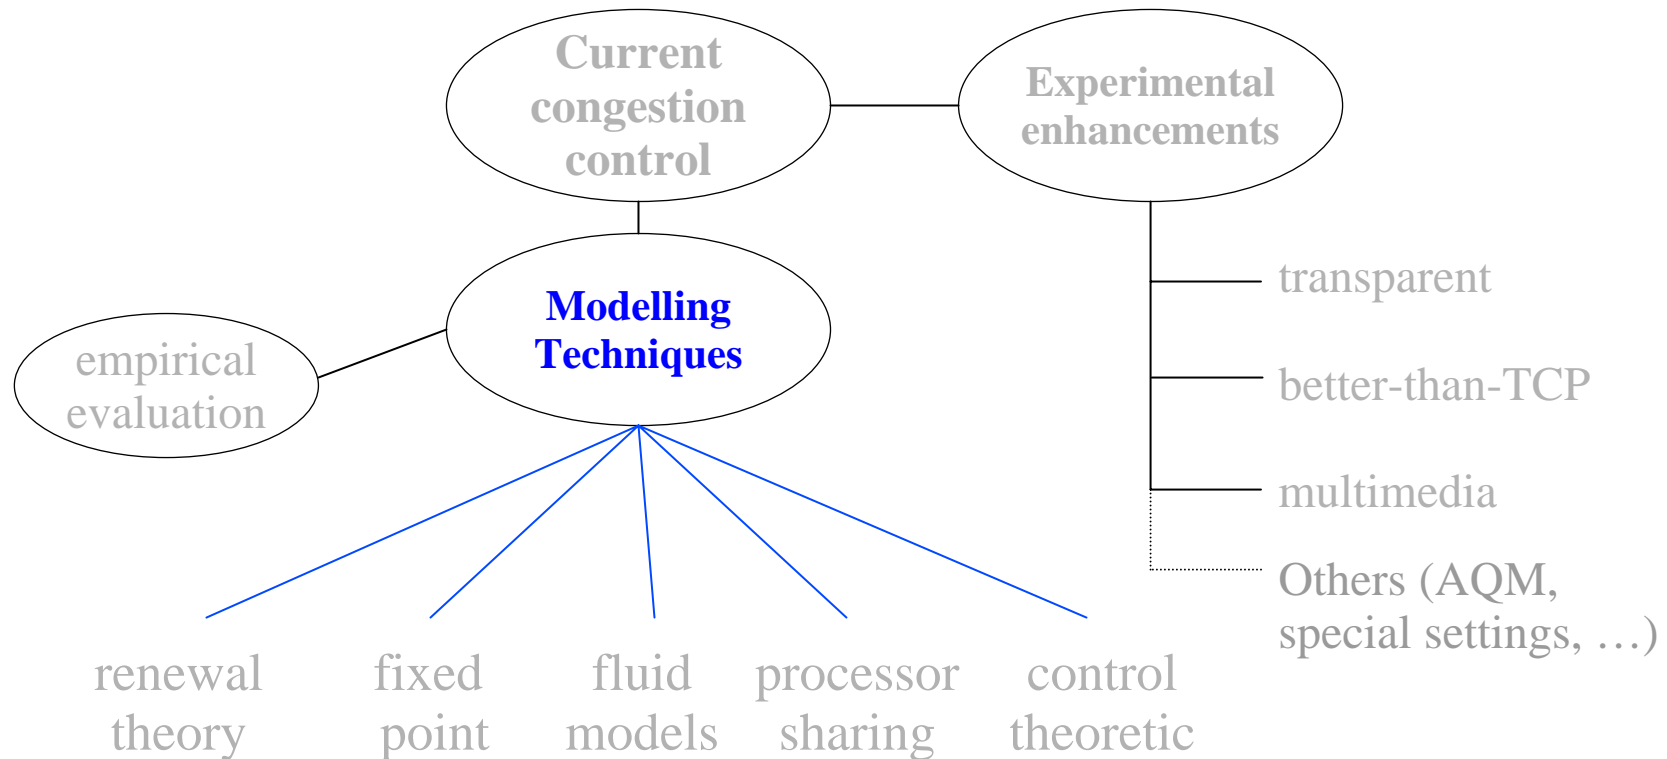 Current
congestion
control
Experimental
enhancements
Modelling
Techniques
empirical
evaluation
transparent
better-than-TCP
multimedia
Others (AQM,
special settings, …)
renewal
theory
fixed
point
fluid
models
processor
sharing
control
theoretic